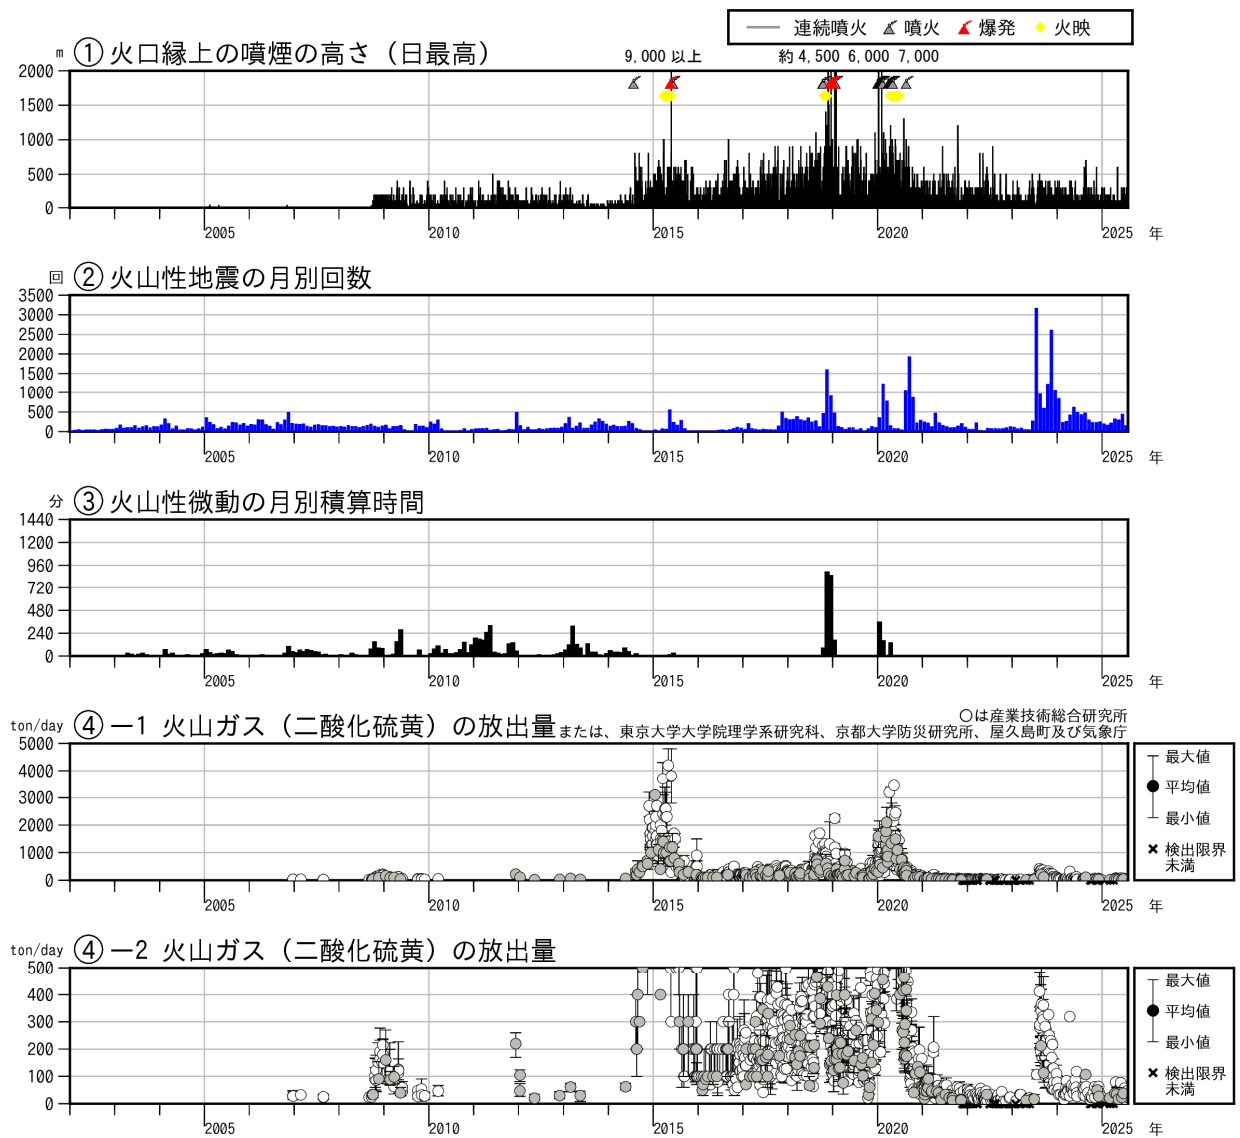 連続噴火 噴火 爆発 火映
m ①火口縁上の噴煙の高さ（日最高）
9,000 以上 約 4,500 6,000 7,000
2000
1500
1000
500
0
2005 2010 2015 2020 2025 年
回 ②火山性地震の月別回数
3500
3000
2500
2000
1500
1000
500
0
2005 2010 2015 2020 2025 年
分 ③火山性微動の月別積算時間
1440
1200
960
720
480
240
0
2005 2010 2015 2020 2025 年
○は産業技術総合研究所
ton/day ④－1 火山ガス（二酸化硫黄）の放出量または、東京大学大学院理学系研究科、京都大学防災研究所、屋久島町及び気象庁
5000
4000
3000
2000
1000
0
最大値
平均値
最小値
検出限界
未満
2005 2010 2015 2020 2025 年
ton/day ④－2 火山ガス（二酸化硫黄）の放出量
500
400
300
200
100
0
最大値
平均値
最小値
検出限界
未満
2005 2010 2015 2020 2025 年